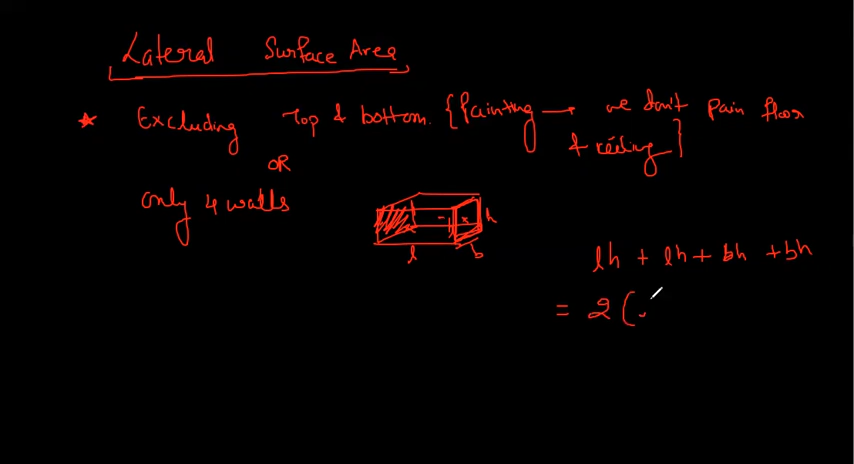 Lateral Surface Area
* Excluding Top & bottom. {Painting → we don't pain floor
& ceiling}
OR
only 4 walls
h
l
b
lh + lh + bh + bh
= 2 (